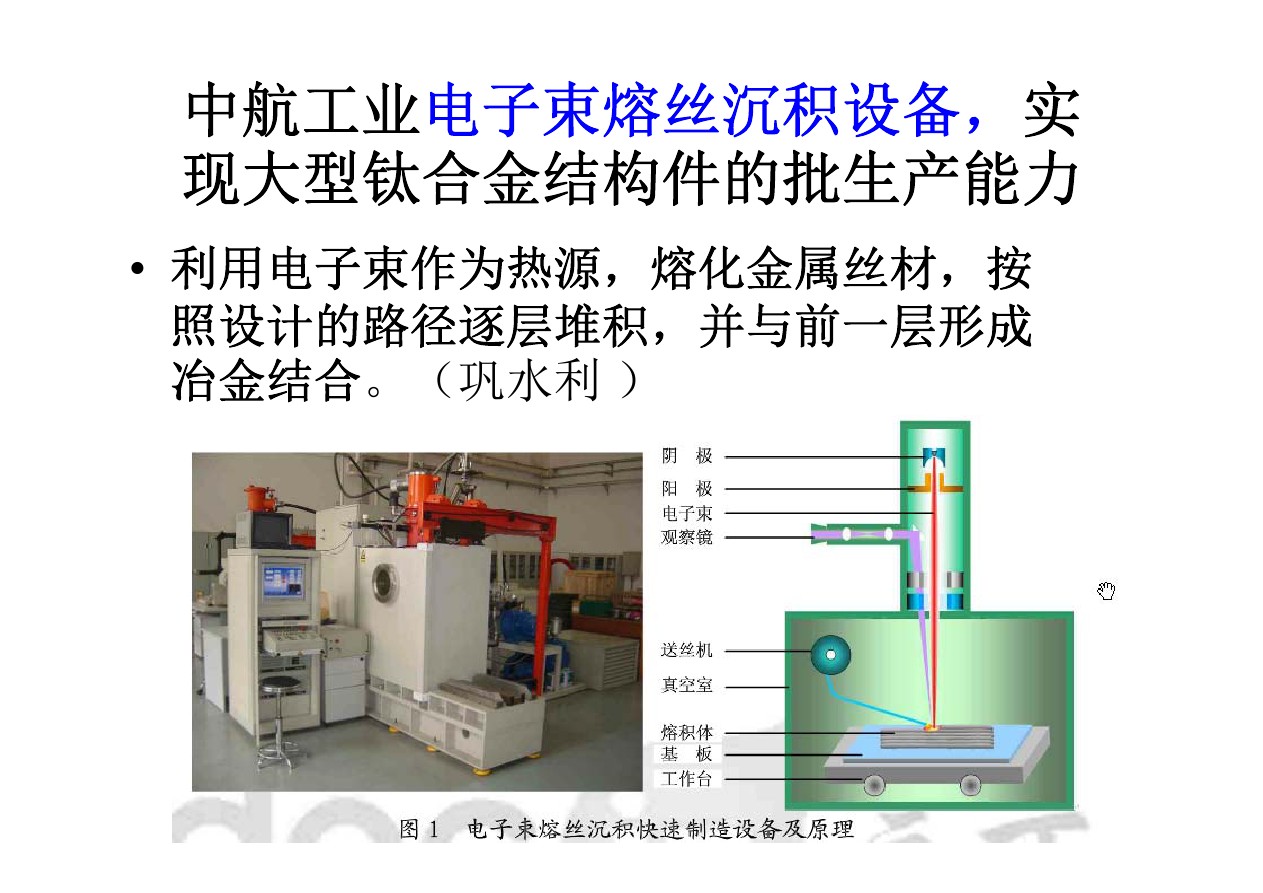 中航工业电子束熔丝沉积设备，实
现大型钛合金结构件的批生产能力
• 利用电子束作为热源，熔化金属丝材，按
照设计的路径逐层堆积，并与前一层形成
冶金结合。（巩水利 ）
阴 极
阳 极
电子束
观察镜
送丝机
真空室
熔积体
基 板
工作台
图 1 电子束熔丝沉积快速制造设备及原理